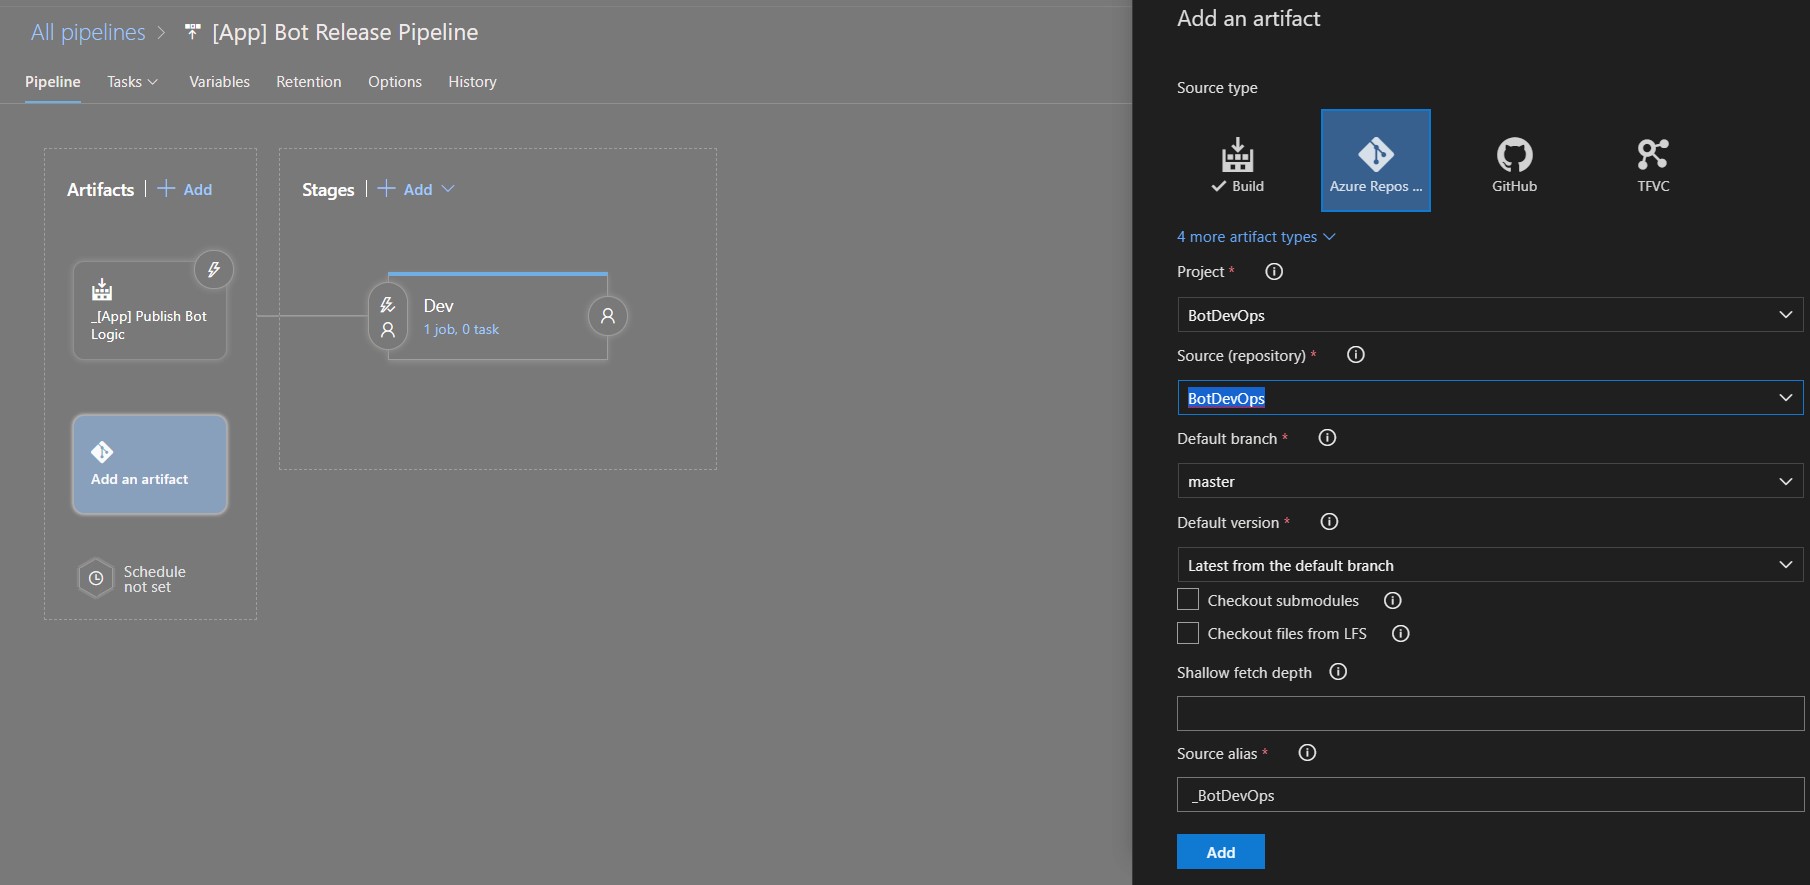 All pipelines > [App] Bot Release Pipeline
Pipeline Tasks Variables Retention Options History
Artifacts | + Add
_[App] Publish Bot
Logic
Add an artifact
Schedule
not set
Stages | + Add
Dev
1 job, 0 task
Add an artifact
Source type
Build
Azure Repos ...
GitHub
TFVC
4 more artifact types
Project *
BotDevOps
Source (repository) *
BotDevOps
Default branch *
master
Default version *
Latest from the default branch
Checkout submodules
Checkout files from LFS
Shallow fetch depth
Source alias *
_BotDevOps
Add